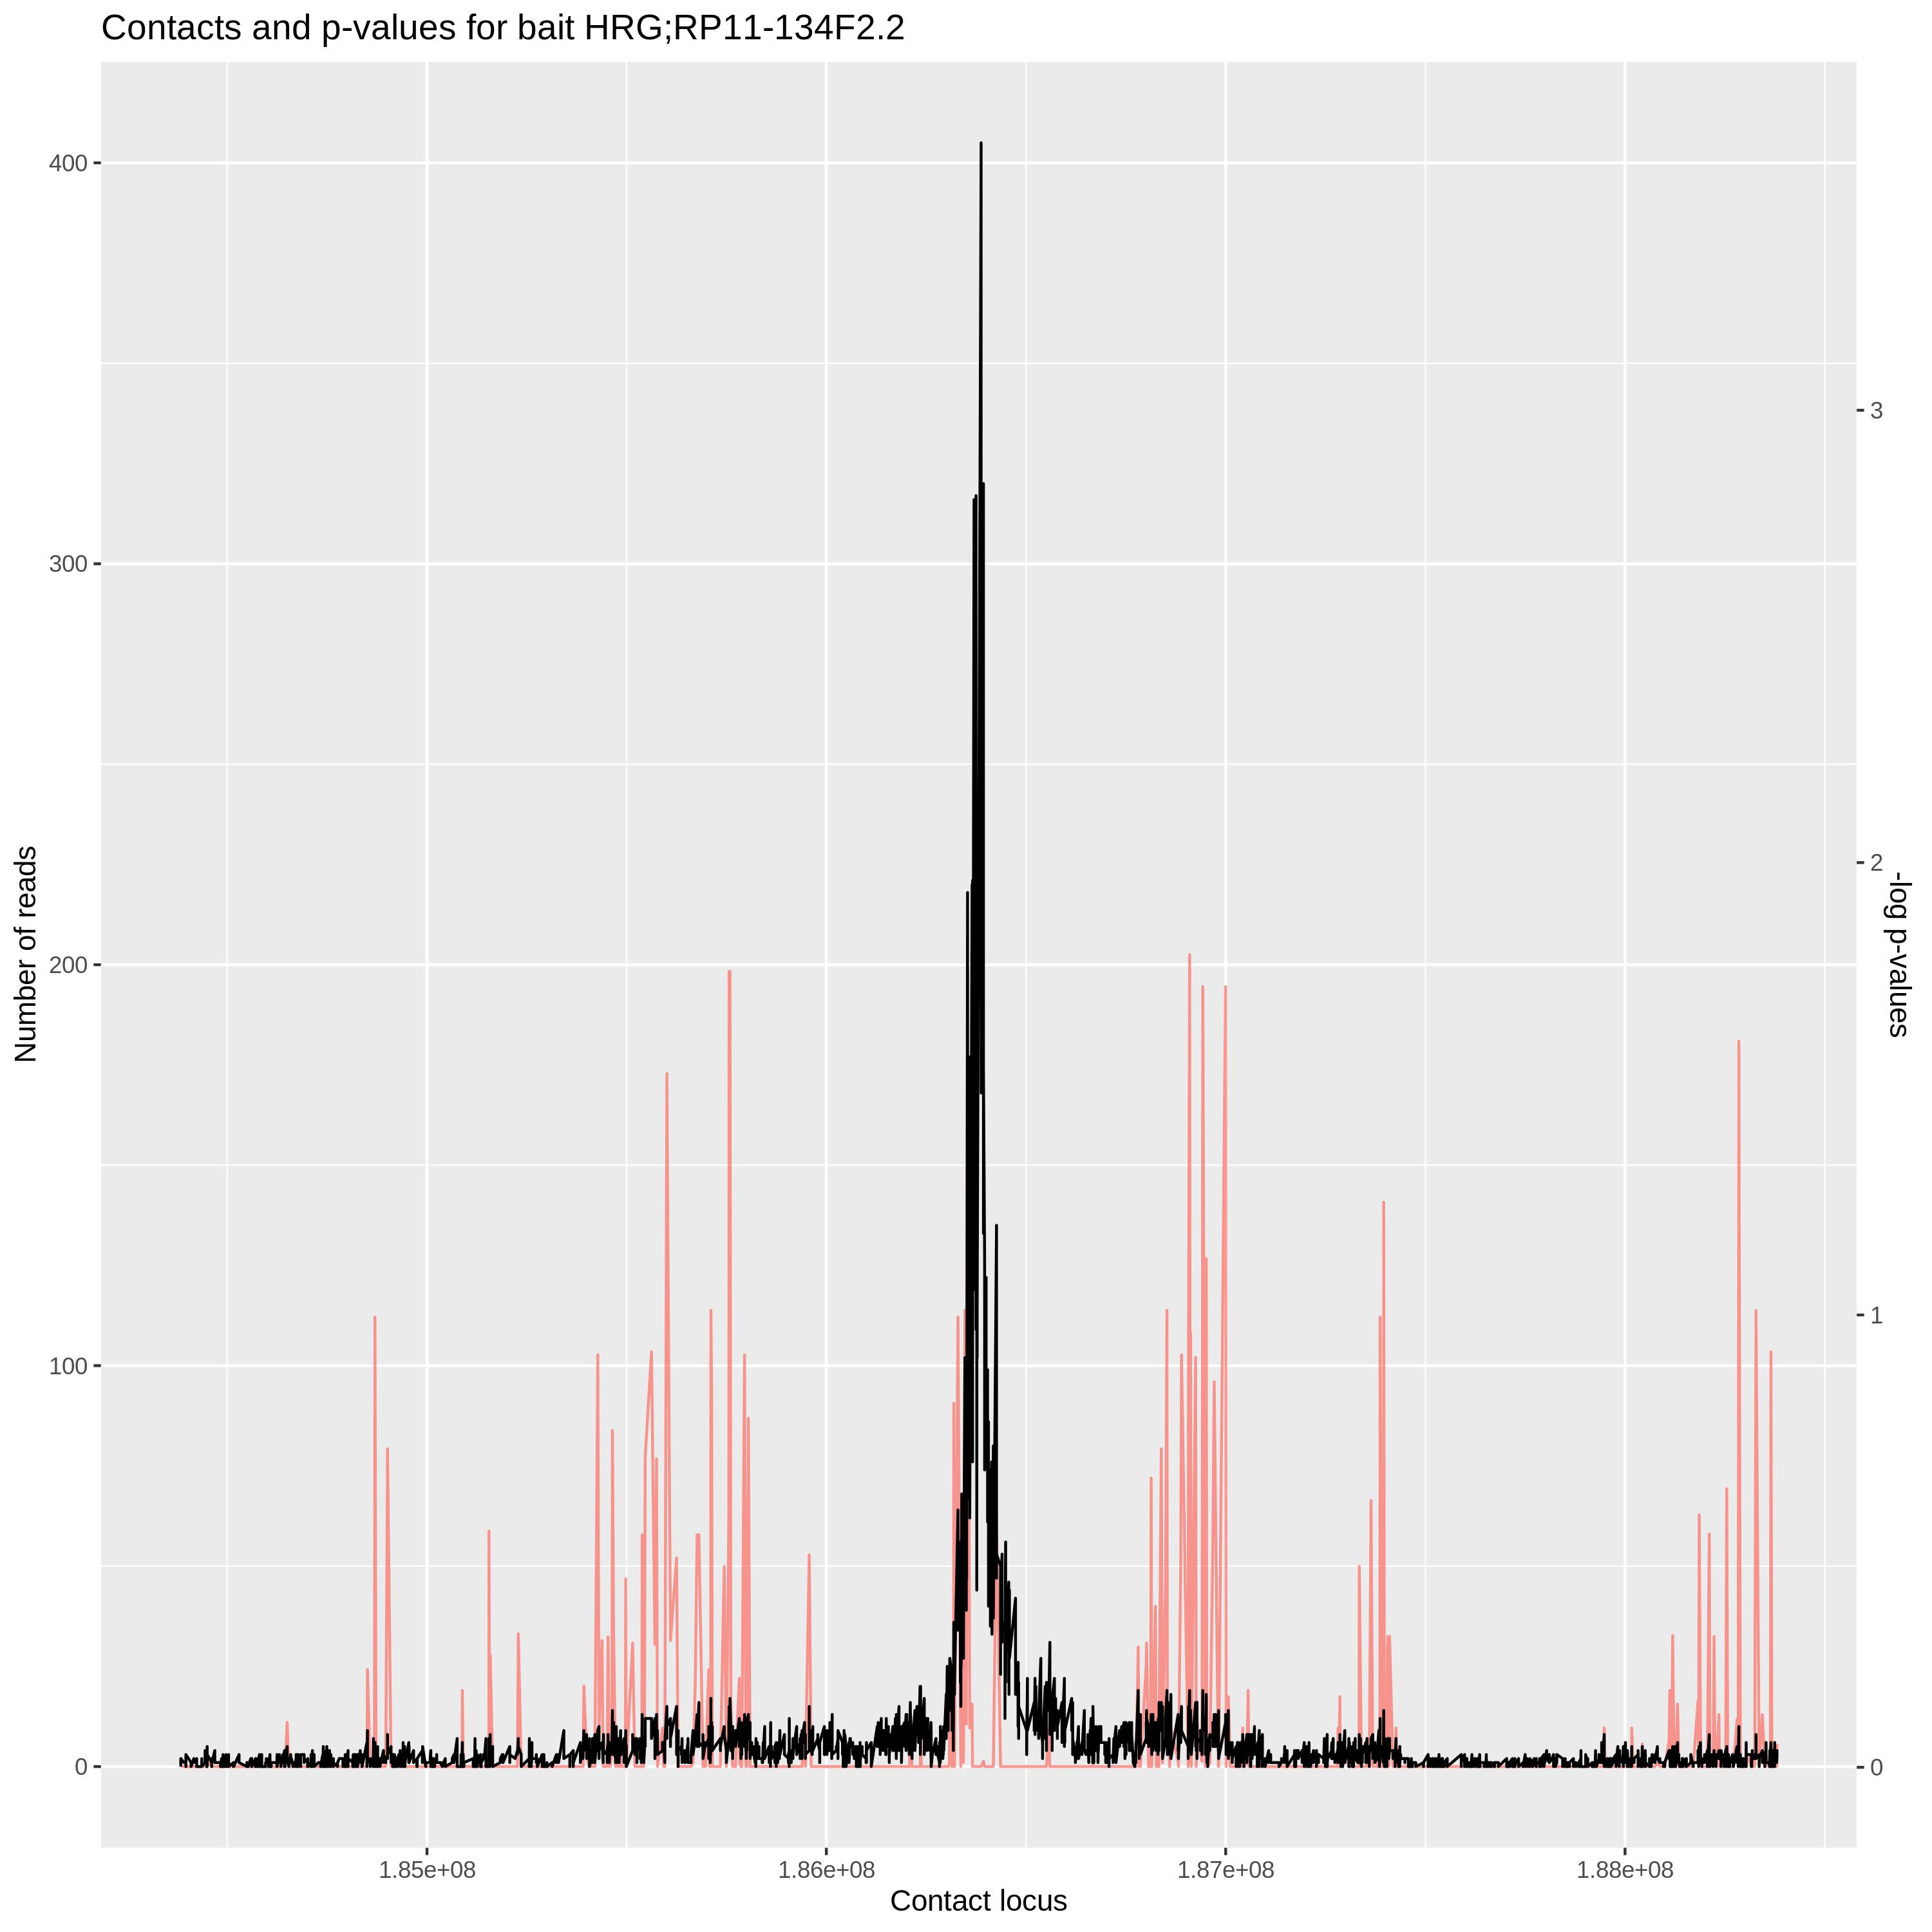 Contacts and p-values for bait HRG;RP11-134F2.2
400
300
200
100
0
Number of reads
3
2
1
0
-log p-values
1.85e+08 1.86e+08 1.87e+08 1.88e+08
Contact locus